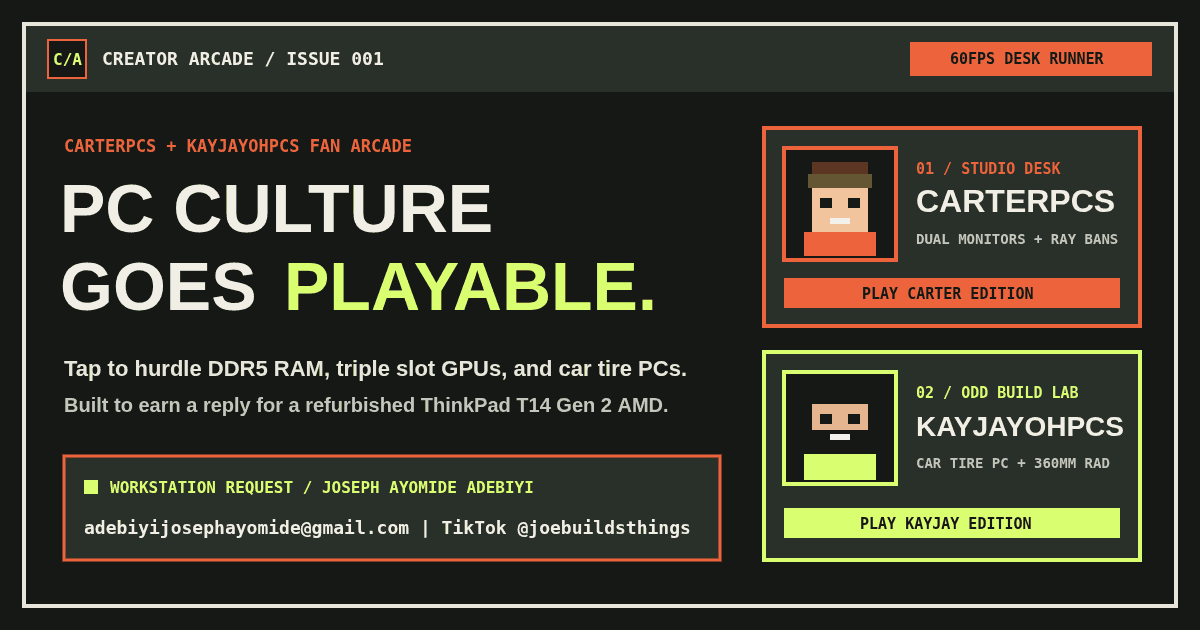 C/A
CREATOR ARCADE / ISSUE 001
60FPS DESK RUNNER
CARTERPCS + KAYJAYOHPCS FAN ARCADE
PC CULTURE
GOES PLAYABLE.
Tap to hurdle DDR5 RAM, triple slot GPUs, and car tire PCs.
Built to earn a reply for a refurbished ThinkPad T14 Gen 2 AMD.
WORKSTATION REQUEST / JOSEPH AYOMIDE ADEBIYI
adebiyijosephayomide@gmail.com | TikTok @joebuildsthings
01 / STUDIO DESK
CARTERPCS
DUAL MONITORS + RAY BANS
PLAY CARTER EDITION
02 / ODD BUILD LAB
KAYJAYOHPCS
CAR TIRE PC + 360MM RAD
PLAY KAYJAY EDITION